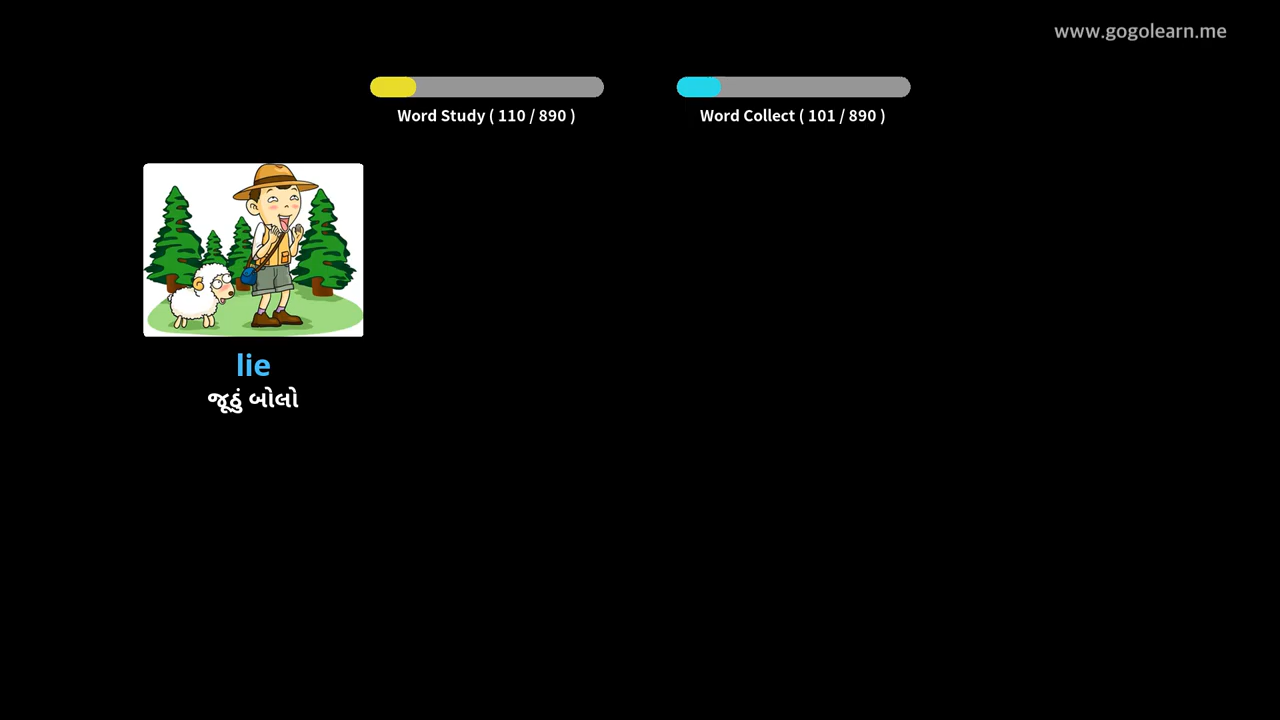 www.gogolearn.me
Word Study ( 110 / 890 )
Word Collect ( 101 / 890 )
lie
જૂઠું બોલો